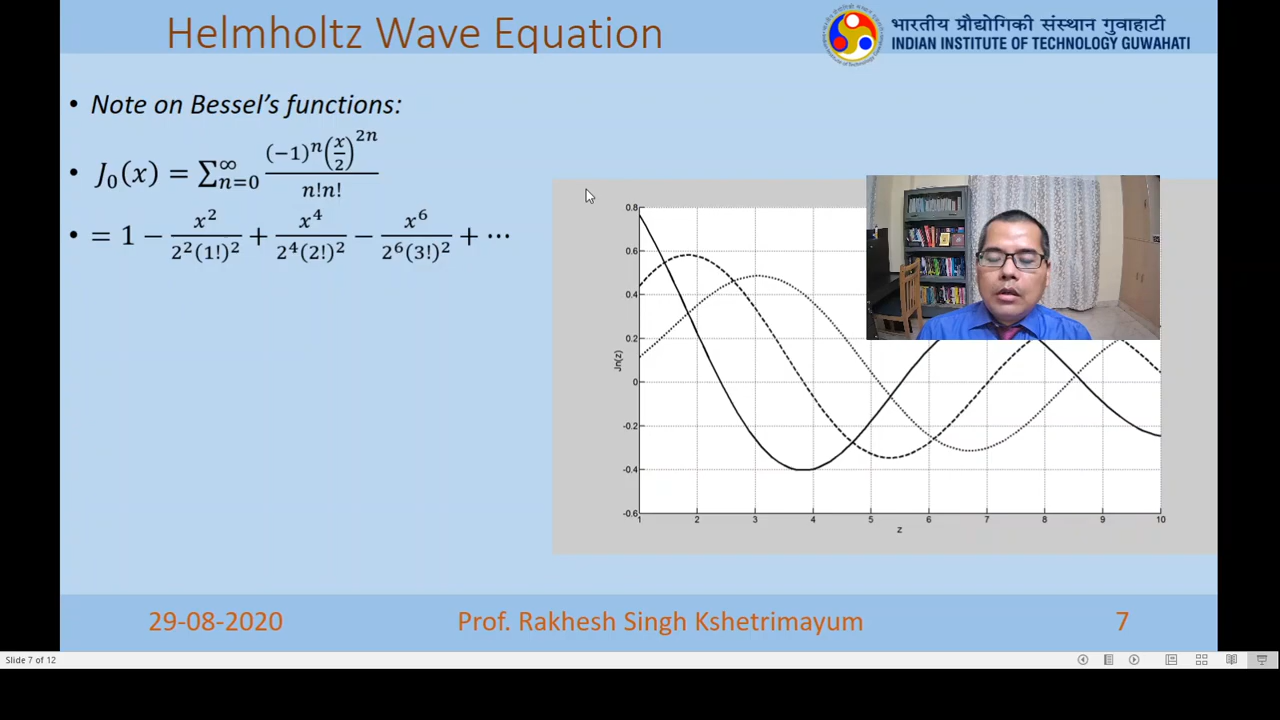 Helmholtz Wave Equation
भारतीय प्रौद्योगिकी संस्थान गुवाहाटी
INDIAN INSTITUTE OF TECHNOLOGY GUWAHATI
• Note on Bessel's functions:
• J₀(x) = ∑_{n=0}^{∞} (-1)^n (x/2)^{2n} / n!n!
• = 1 − x²/2²(1!)² + x⁴/2⁴(2!)² − x⁶/2⁶(3!)² + ⋯
0.8
0.6
0.4
0.2
0
-0.2
-0.4
-0.6
Jn(z)
1 2 3 4 5 6 7 8 9 10
z
29-08-2020 Prof. Rakhesh Singh Kshetrimayum 7
Slide 7 of 12